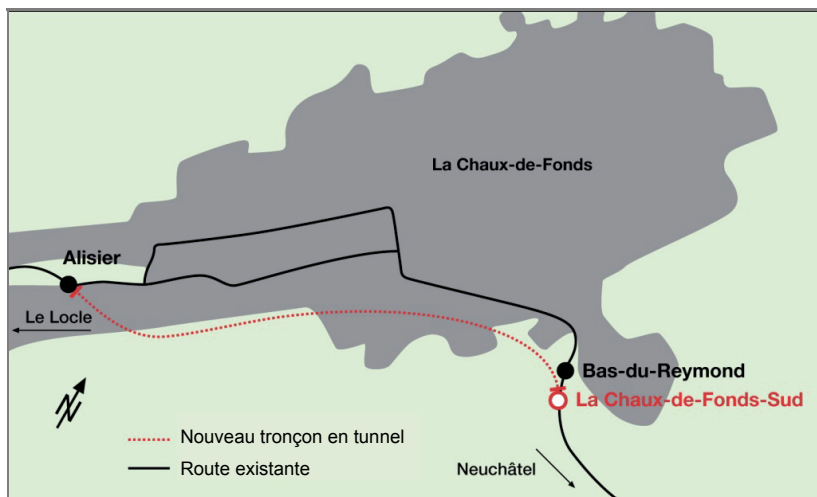 La Chaux-de-Fonds
Alisier
Le Locle
Bas-du-Reymond
La Chaux-de-Fonds-Sud
N
Nouveau tronçon en tunnel
Route existante
Neuchâtel